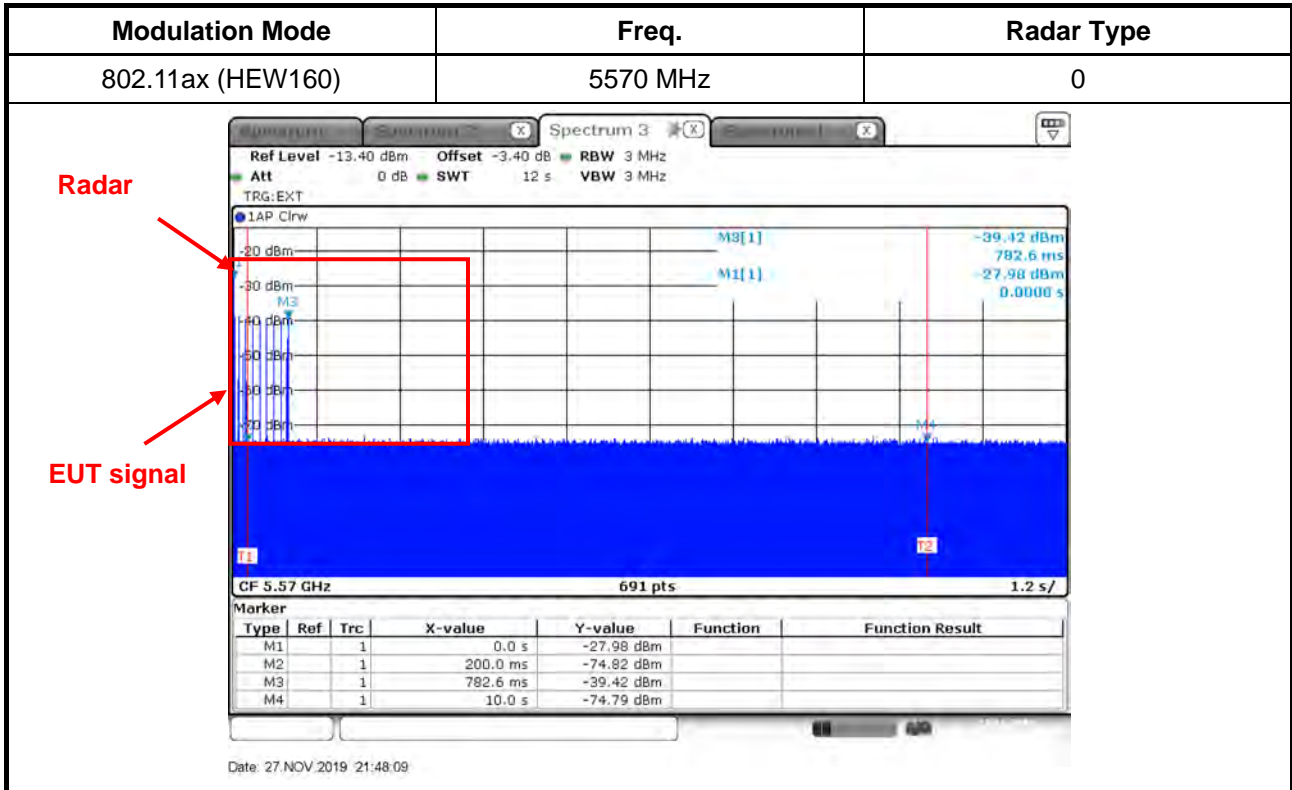 Modulation Mode Freq. Radar Type
802.11ax (HEW160) 5570 MHz 0
Spectrum 3
Ref Level -13.40 dBm Offset -3.40 dB RBW 3 MHz
Att 0 dB SWT 12 s VBW 3 MHz
TRG:EXT
1AP Clrw
Radar
M3[1] -39.42 dBm
782.6 ms
M1[1] -27.98 dBm
0.0000 s
-20 dBm
-30 dBm
M3
-40 dBm
-50 dBm
-60 dBm
-70 dBm
M4
EUT signal
T1 T2
CF 5.57 GHz 691 pts 1.2 s/
Marker
Type Ref Trc X-value Y-value Function Function Result
M1 1 0.0 s -27.98 dBm
M2 1 200.0 ms -74.82 dBm
M3 1 782.6 ms -39.42 dBm
M4 1 10.0 s -74.79 dBm
Date: 27.NOV.2019 21:48:09